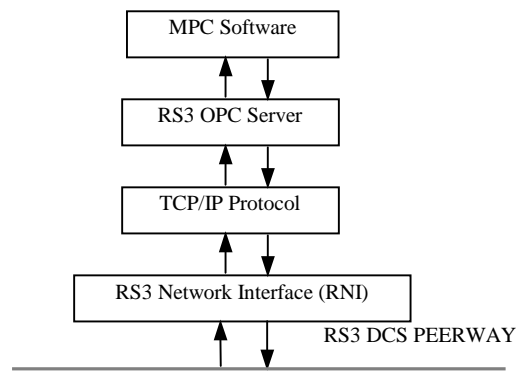 MPC Software
RS3 OPC Server
TCP/IP Protocol
RS3 Network Interface (RNI)
RS3 DCS PEERWAY